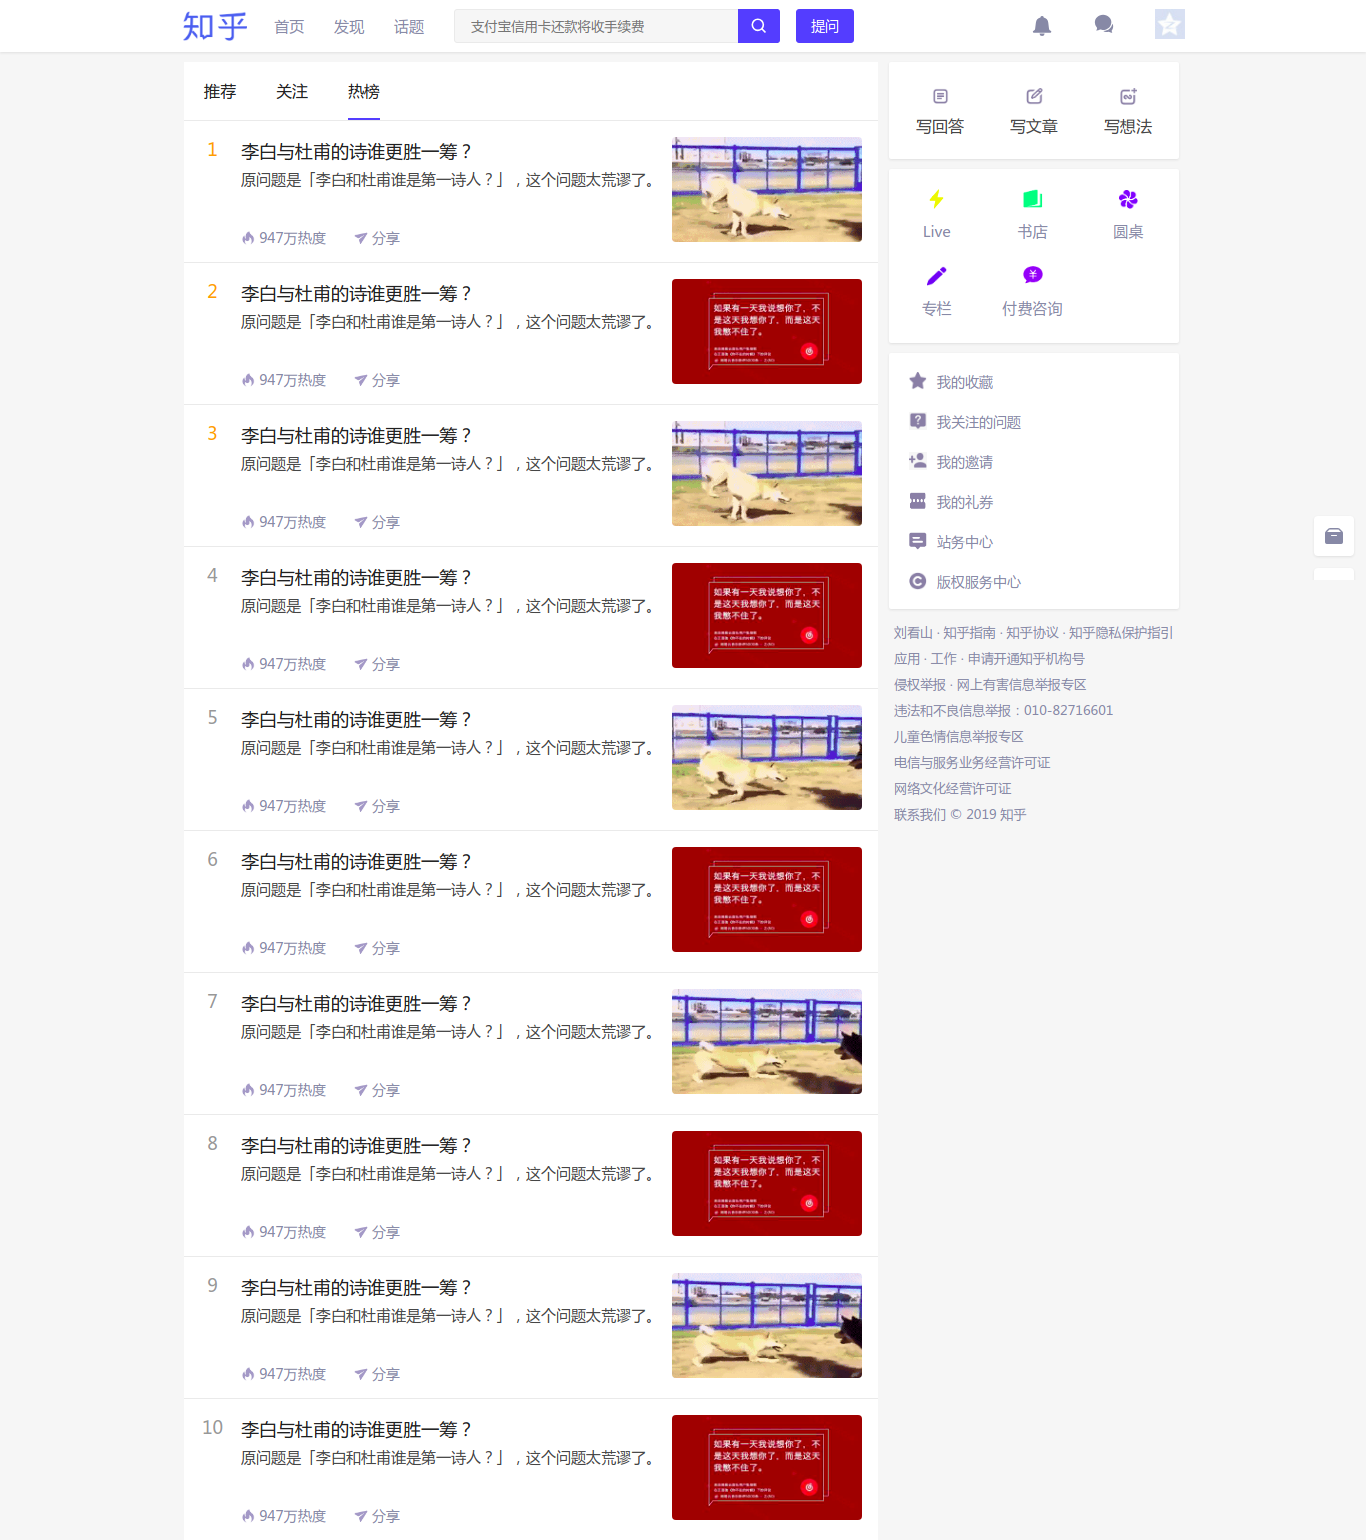 知乎 首页 发现 话题 支付宝信用卡还款将收手续费 提问
推荐 关注 热榜
1 李白与杜甫的诗谁更胜一筹？
原问题是「李白和杜甫谁是第一诗人？」，这个问题太荒谬了。
947万热度 分享
2 李白与杜甫的诗谁更胜一筹？
原问题是「李白和杜甫谁是第一诗人？」，这个问题太荒谬了。
947万热度 分享
如果有一天我说想你了，不
是这天我想你了，而是这天
我憋不住了。
3 李白与杜甫的诗谁更胜一筹？
原问题是「李白和杜甫谁是第一诗人？」，这个问题太荒谬了。
947万热度 分享
4 李白与杜甫的诗谁更胜一筹？
原问题是「李白和杜甫谁是第一诗人？」，这个问题太荒谬了。
947万热度 分享
如果有一天我说想你了，不
是这天我想你了，而是这天
我憋不住了。
5 李白与杜甫的诗谁更胜一筹？
原问题是「李白和杜甫谁是第一诗人？」，这个问题太荒谬了。
947万热度 分享
6 李白与杜甫的诗谁更胜一筹？
原问题是「李白和杜甫谁是第一诗人？」，这个问题太荒谬了。
947万热度 分享
如果有一天我说想你了，不
是这天我想你了，而是这天
我憋不住了。
7 李白与杜甫的诗谁更胜一筹？
原问题是「李白和杜甫谁是第一诗人？」，这个问题太荒谬了。
947万热度 分享
8 李白与杜甫的诗谁更胜一筹？
原问题是「李白和杜甫谁是第一诗人？」，这个问题太荒谬了。
947万热度 分享
如果有一天我说想你了，不
是这天我想你了，而是这天
我憋不住了。
9 李白与杜甫的诗谁更胜一筹？
原问题是「李白和杜甫谁是第一诗人？」，这个问题太荒谬了。
947万热度 分享
10 李白与杜甫的诗谁更胜一筹？
原问题是「李白和杜甫谁是第一诗人？」，这个问题太荒谬了。
947万热度 分享
如果有一天我说想你了，不
是这天我想你了，而是这天
我憋不住了。
写回答 写文章 写想法
Live 书店 圆桌
专栏 付费咨询
我的收藏
我关注的问题
我的邀请
我的礼券
站务中心
版权服务中心
刘看山 · 知乎指南 · 知乎协议 · 知乎隐私保护指引
应用 · 工作 · 申请开通知乎机构号
侵权举报 · 网上有害信息举报专区
违法和不良信息举报：010-82716601
儿童色情信息举报专区
电信与服务业务经营许可证
网络文化经营许可证
联系我们 © 2019 知乎